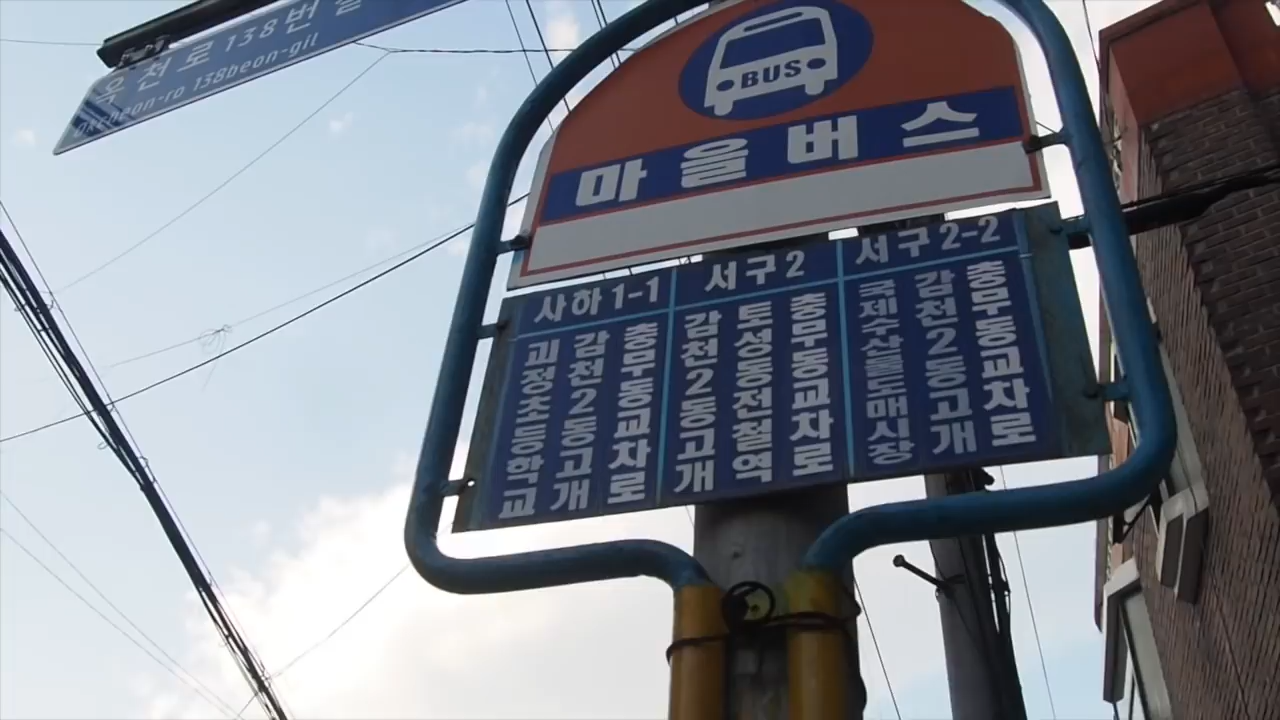 옥천로 138번길
okcheon-ro 138beon-gil
BUS
마을버스
사하 1-1
괴정초등학교
감천2동고개
충무동교차로
서구 2
감천2동고개
토성동전철역
충무동교차로
서구 2-2
국제수산물도매시장
감천2동고개
충무동교차로